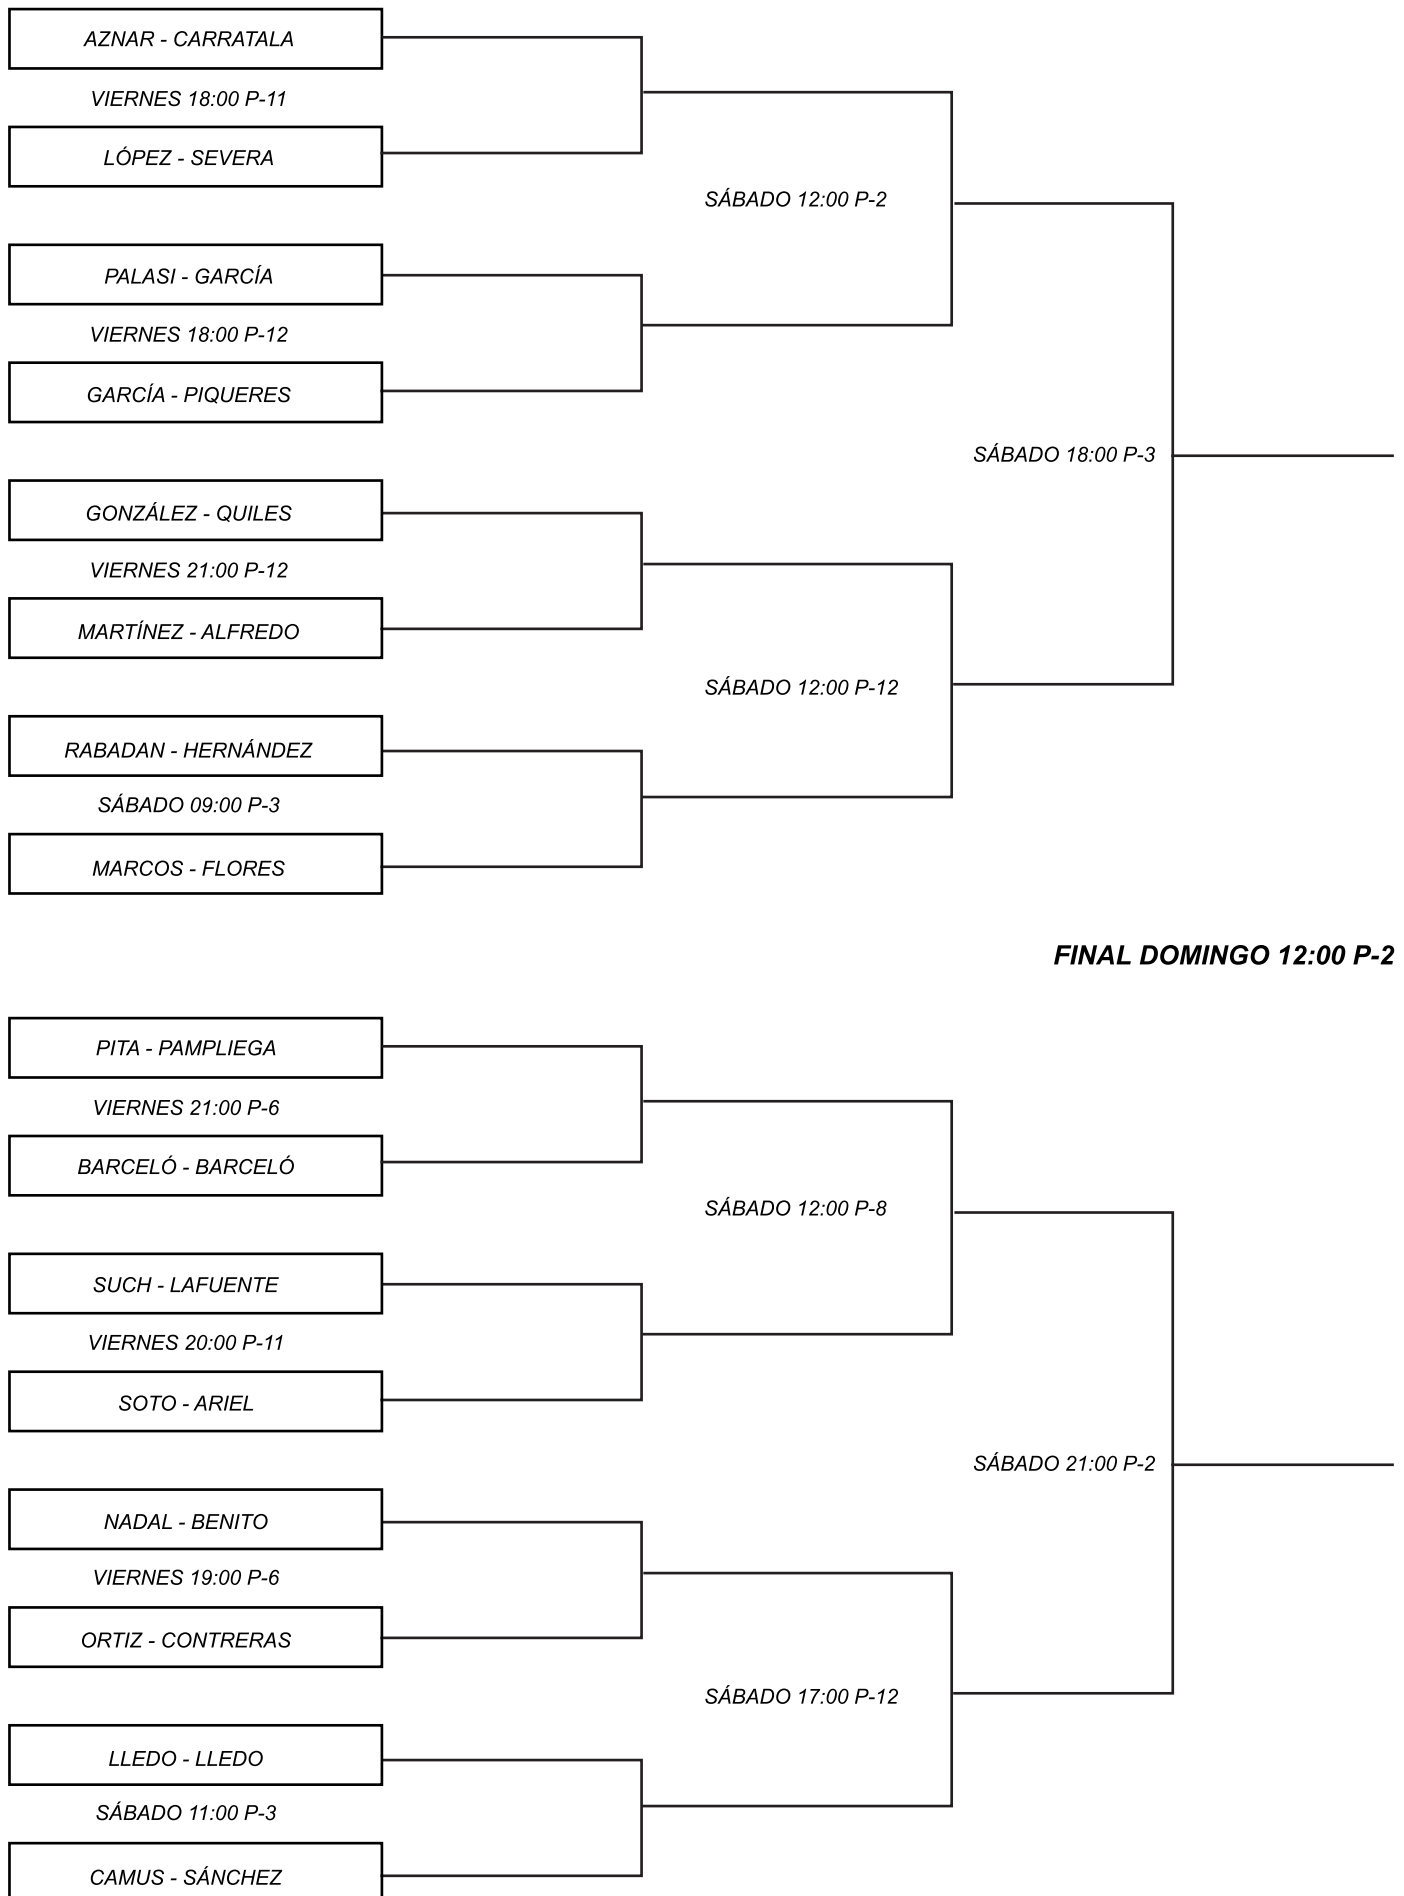 AZNAR - CARRATALA
VIERNES 18:00 P-11
LÓPEZ - SEVERA
SÁBADO 12:00 P-2
PALASI - GARCÍA
VIERNES 18:00 P-12
GARCÍA - PIQUERES
SÁBADO 18:00 P-3
GONZÁLEZ - QUILES
VIERNES 21:00 P-12
MARTÍNEZ - ALFREDO
SÁBADO 12:00 P-12
RABADAN - HERNÁNDEZ
SÁBADO 09:00 P-3
MARCOS - FLORES
FINAL DOMINGO 12:00 P-2
PITA - PAMPLIEGA
VIERNES 21:00 P-6
BARCELÓ - BARCELÓ
SÁBADO 12:00 P-8
SUCH - LAFUENTE
VIERNES 20:00 P-11
SOTO - ARIEL
SÁBADO 21:00 P-2
NADAL - BENITO
VIERNES 19:00 P-6
ORTIZ - CONTRERAS
SÁBADO 17:00 P-12
LLEDO - LLEDO
SÁBADO 11:00 P-3
CAMUS - SÁNCHEZ